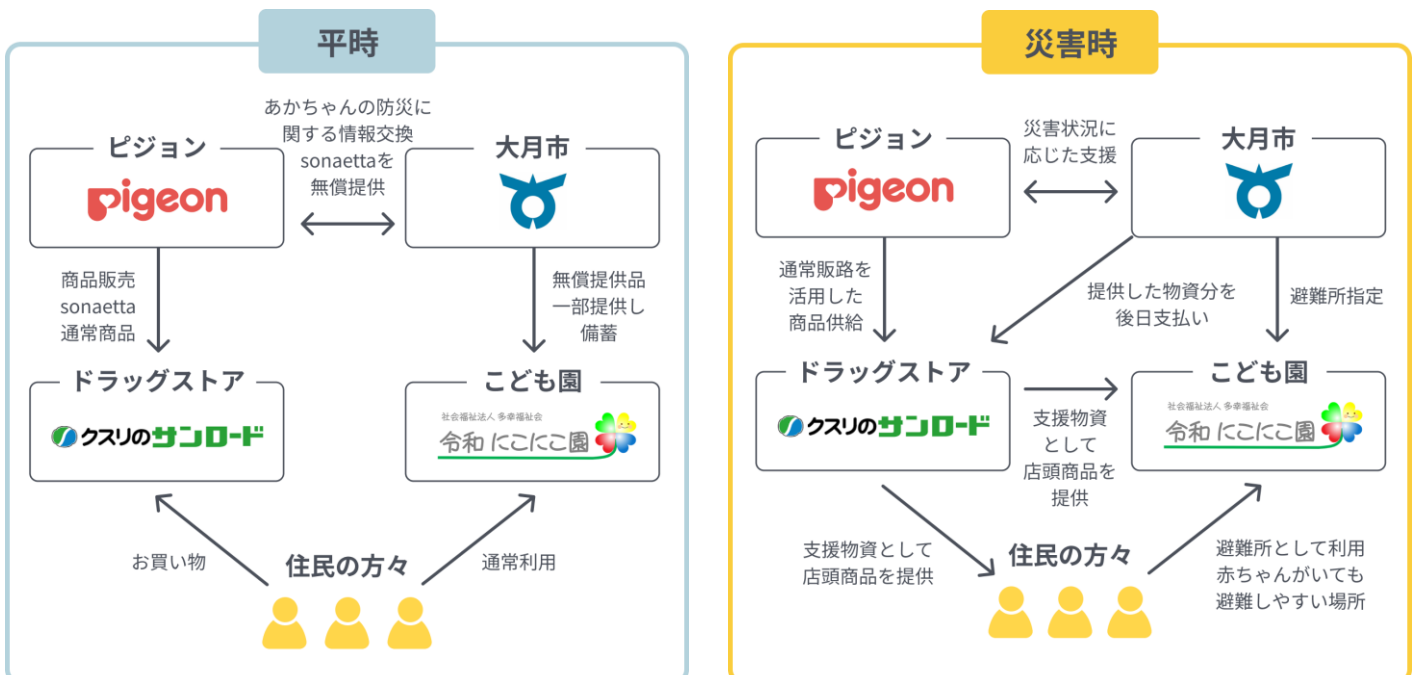 平時
あかちゃんの防災に
関する情報交換
sonaettaを
無償提供
ピジョン
pigeon
大月市
商品販売
sonaetta
通常商品
無償提供品
一部提供し
備蓄
ドラッグストア
クスリのサンロード
こども園
社会福祉法人 多幸福祉会
令和 にこにこ園
お買い物
住民の方々
通常利用
災害時
ピジョン
pigeon
災害状況に
応じた支援
大月市
通常販路を
活用した
商品供給
提供した物資分を
後日支払い
避難所指定
ドラッグストア
クスリのサンロード
支援物資
として
店頭商品を
提供
こども園
社会福祉法人 多幸福祉会
令和 にこにこ園
支援物資として
店頭商品を提供
住民の方々
避難所として利用
赤ちゃんがいても
避難しやすい場所